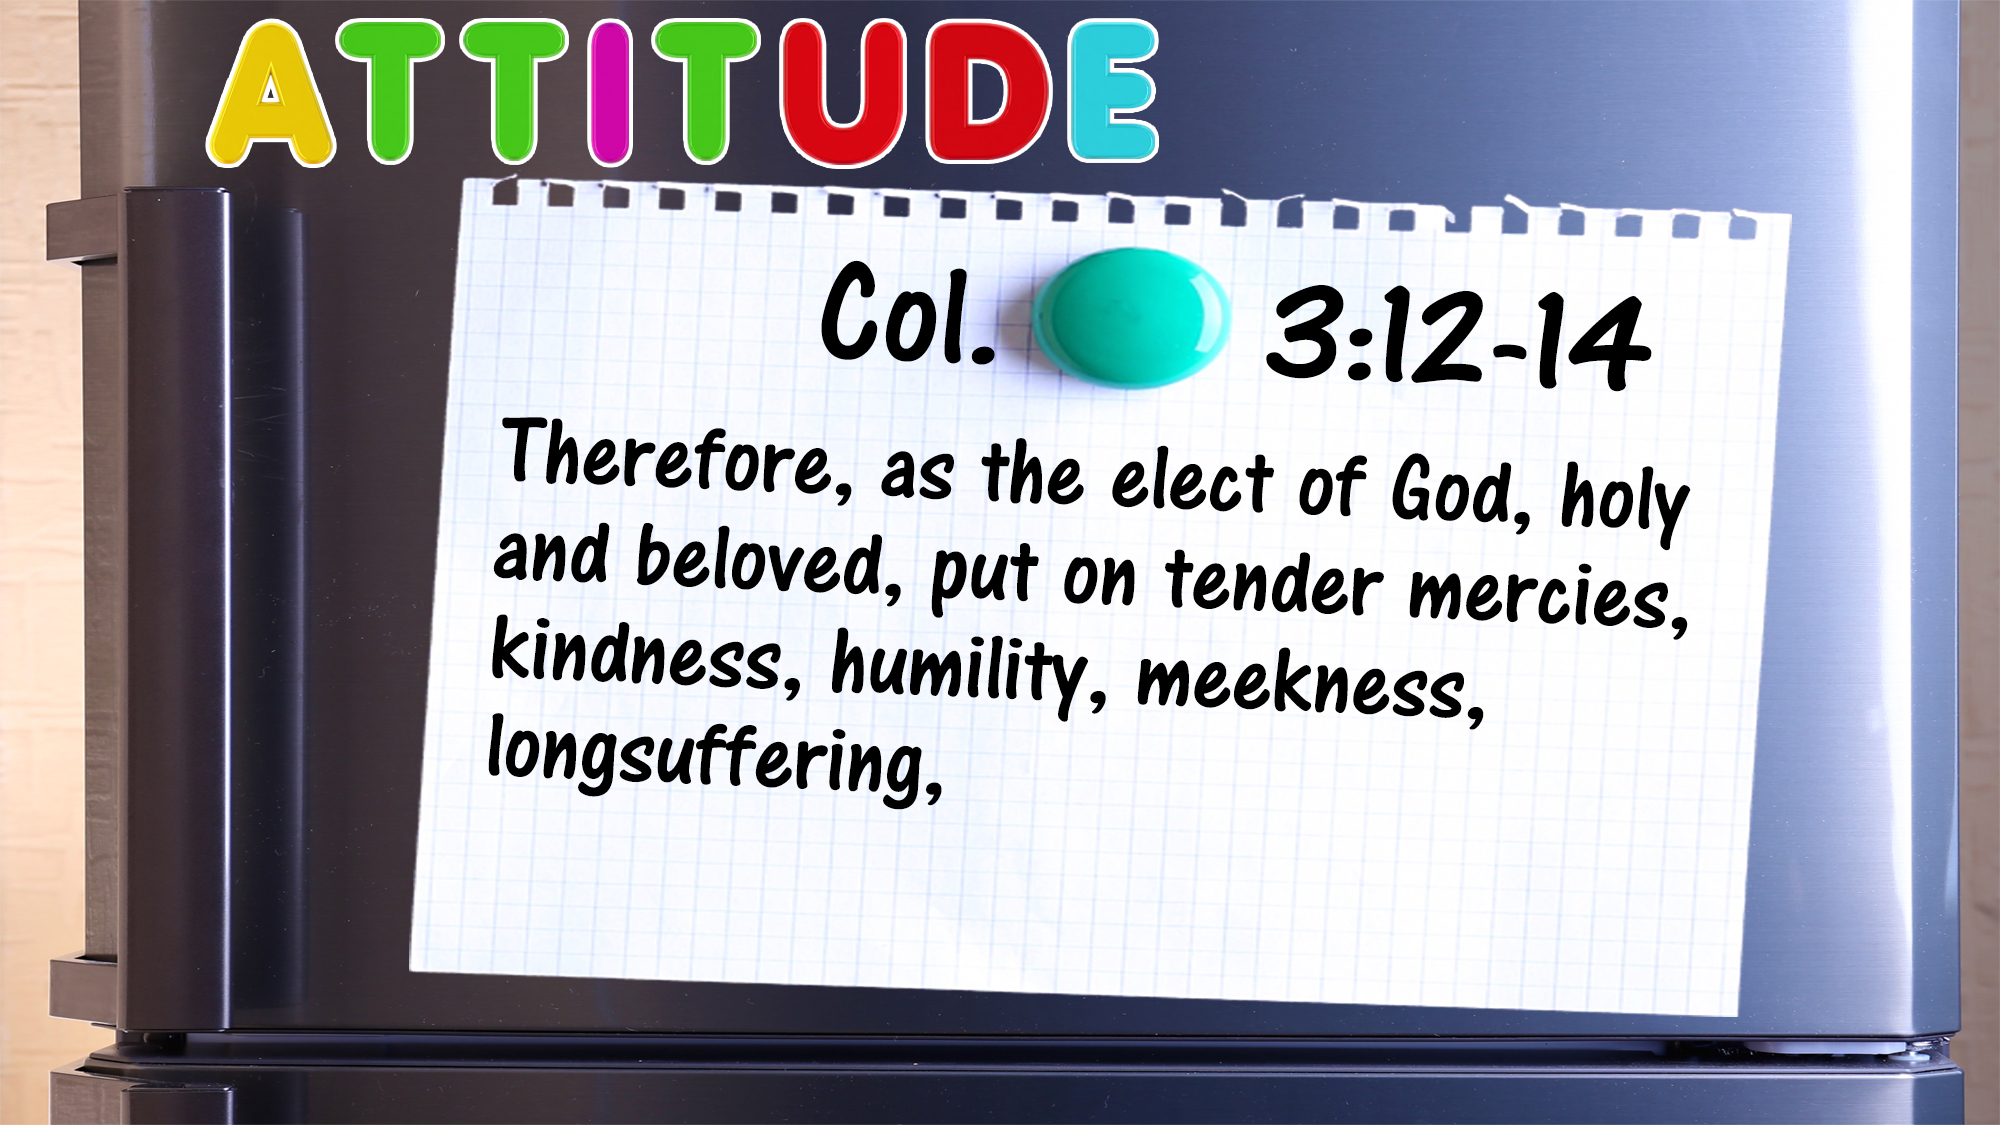 ATTITUDE
Col. 3:12-14
Therefore, as the elect of God, holy
and beloved, put on tender mercies,
kindness, humility, meekness,
longsuffering,